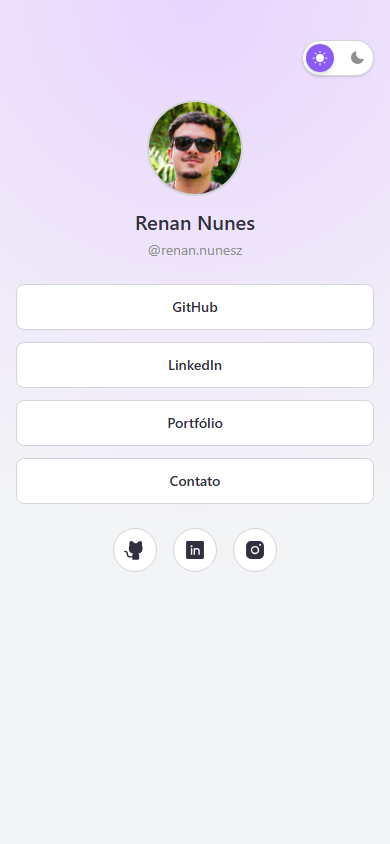 Renan Nunes
@renan.nunesz
GitHub
LinkedIn
Portfólio
Contato